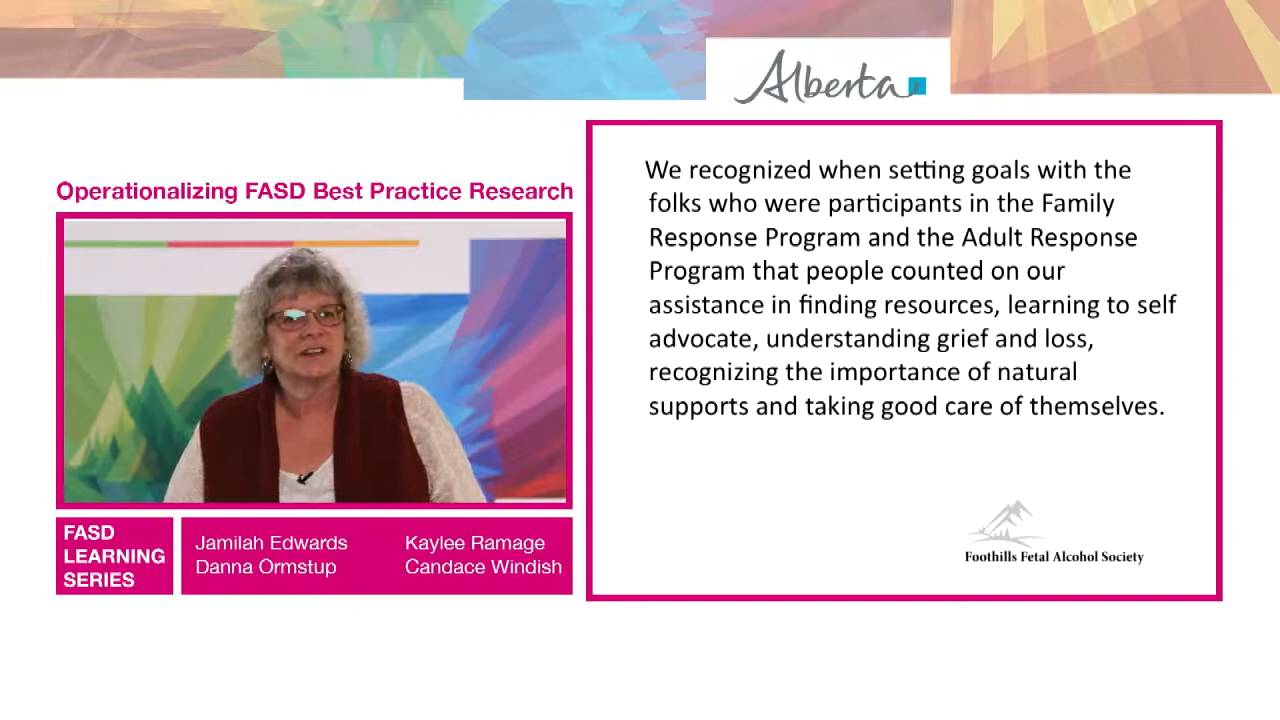 Alberta
Operationalizing FASD Best Practice Research
FASD
LEARNING
SERIES
Jamilah Edwards
Danna Ormstup
Kaylee Ramage
Candace Windish
We recognized when setting goals with the
folks who were participants in the Family
Response Program and the Adult Response
Program that people counted on our
assistance in finding resources, learning to self
advocate, understanding grief and loss,
recognizing the importance of natural
supports and taking good care of themselves.
Foothills Fetal Alcohol Society